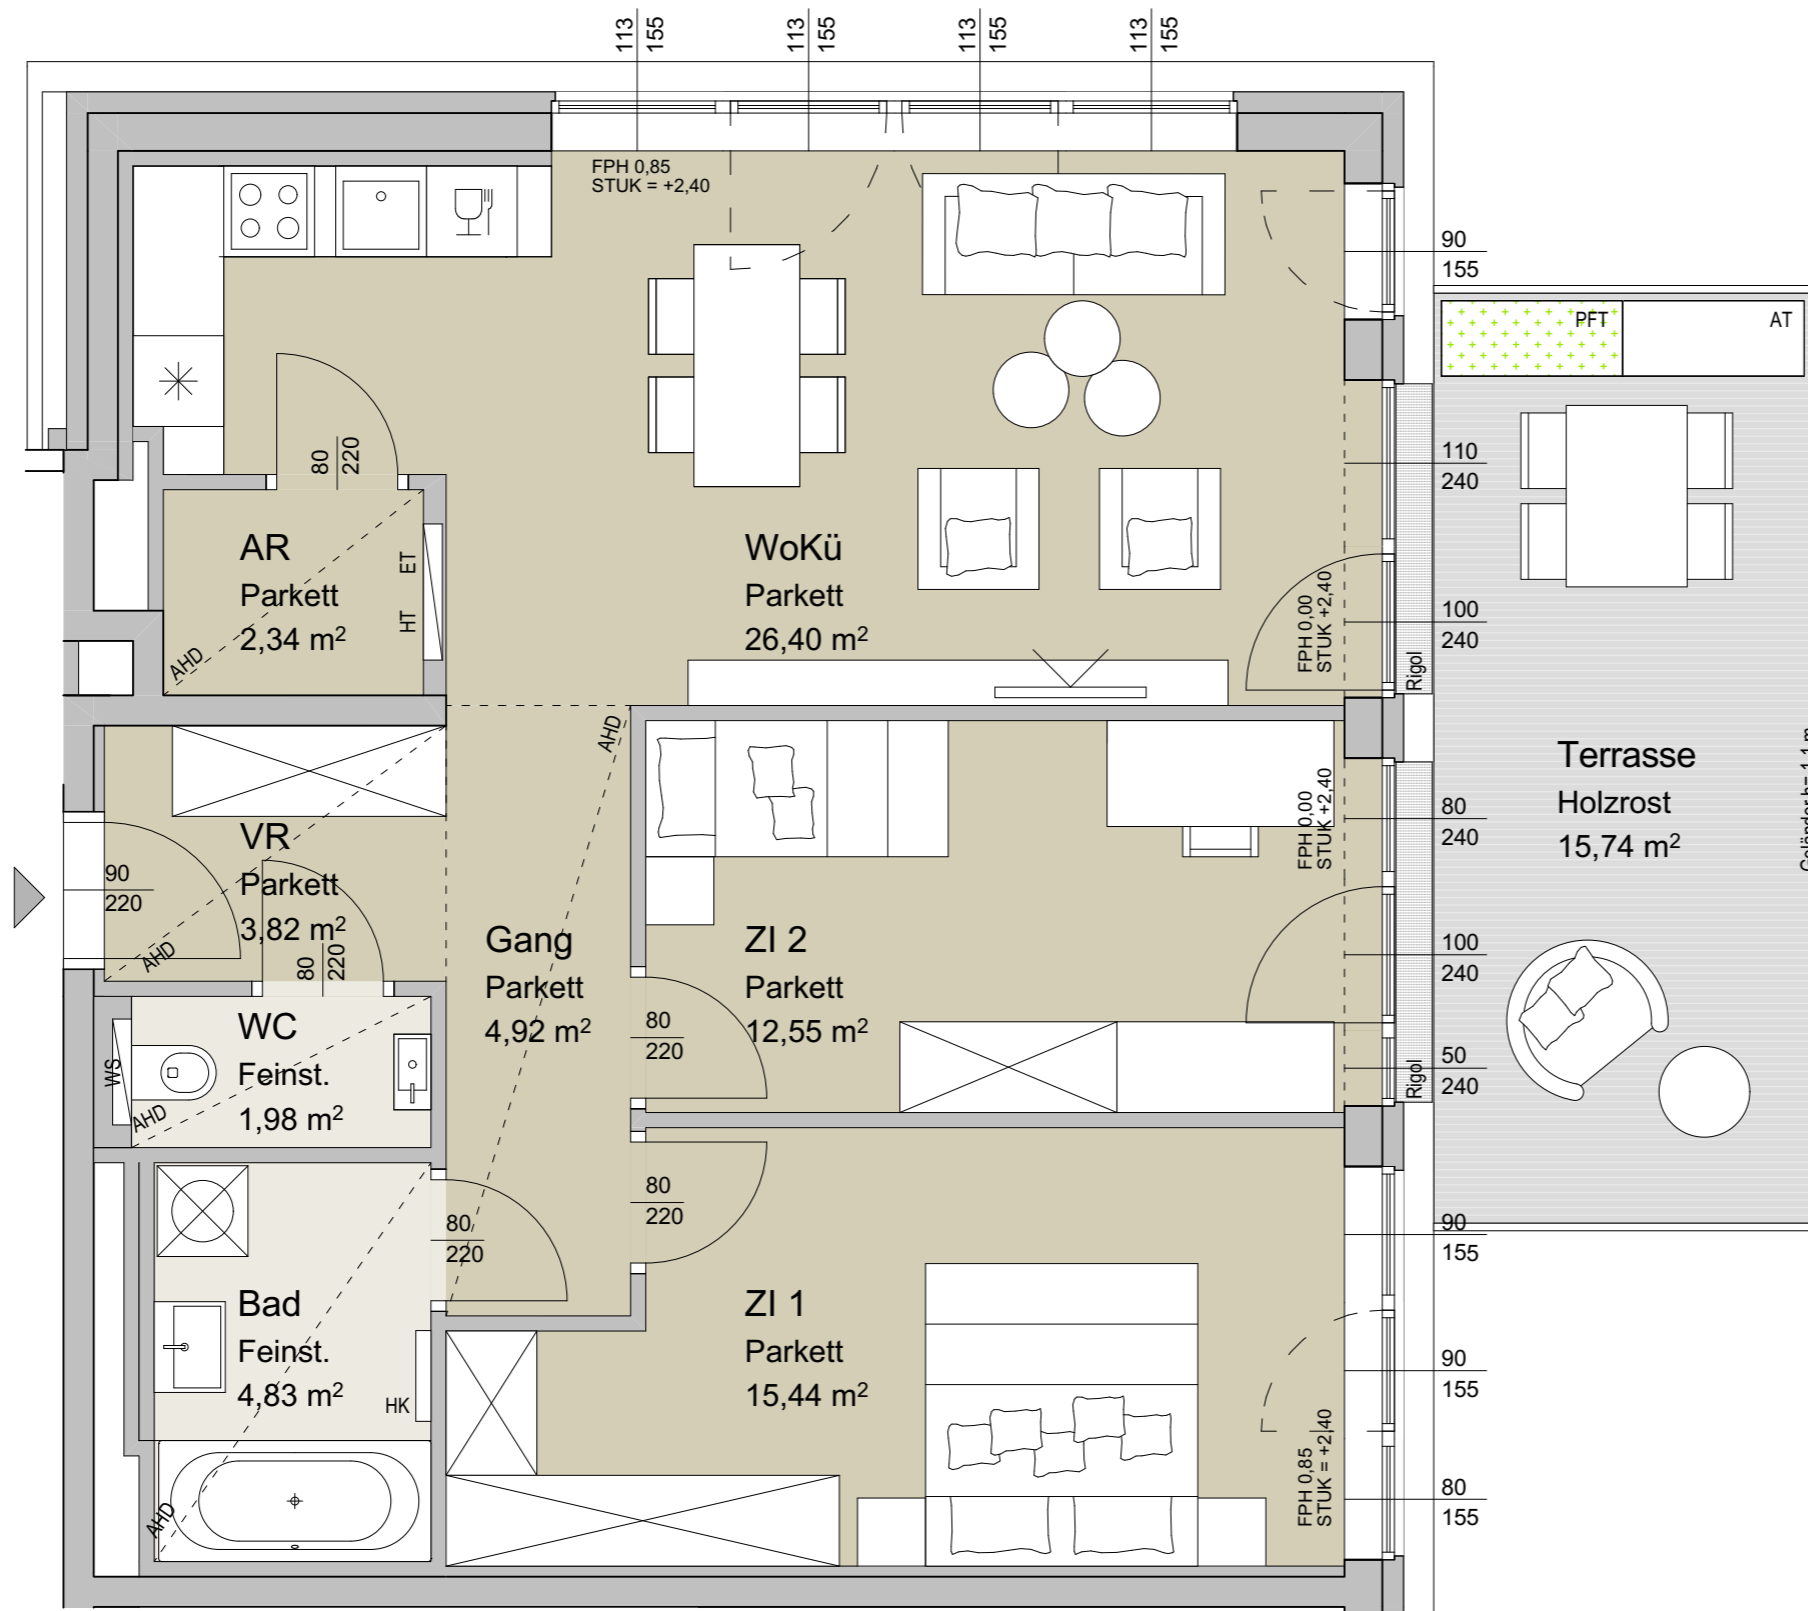 113
155
113
155
113
155
113
155
FPH 0,85
STUK = +2,40
90
155
PFT
AT
80
220
110
240
AR
Parkett
2,34 m²
AHD
HT
ET
WoKü
Parkett
26,40 m²
FPH 0,00
STUK +2,40
100
240
Rigol
AHD
Terrasse
Holzrost
15,74 m²
Geländer h= 1,1 m
VR
Parkett
3,82 m²
AHD
90
220
80
220
FPH 0,00
STUK +2,40
80
240
Gang
Parkett
4,92 m²
ZI 2
Parkett
12,55 m²
80
220
100
240
50
240
Rigol
WC
Feinst.
1,98 m²
WS
AHD
80
220
80
220
90
155
Bad
Feinst.
4,83 m²
HK
AHD
ZI 1
Parkett
15,44 m²
90
155
FPH 0,85
STUK = +2,40
80
155